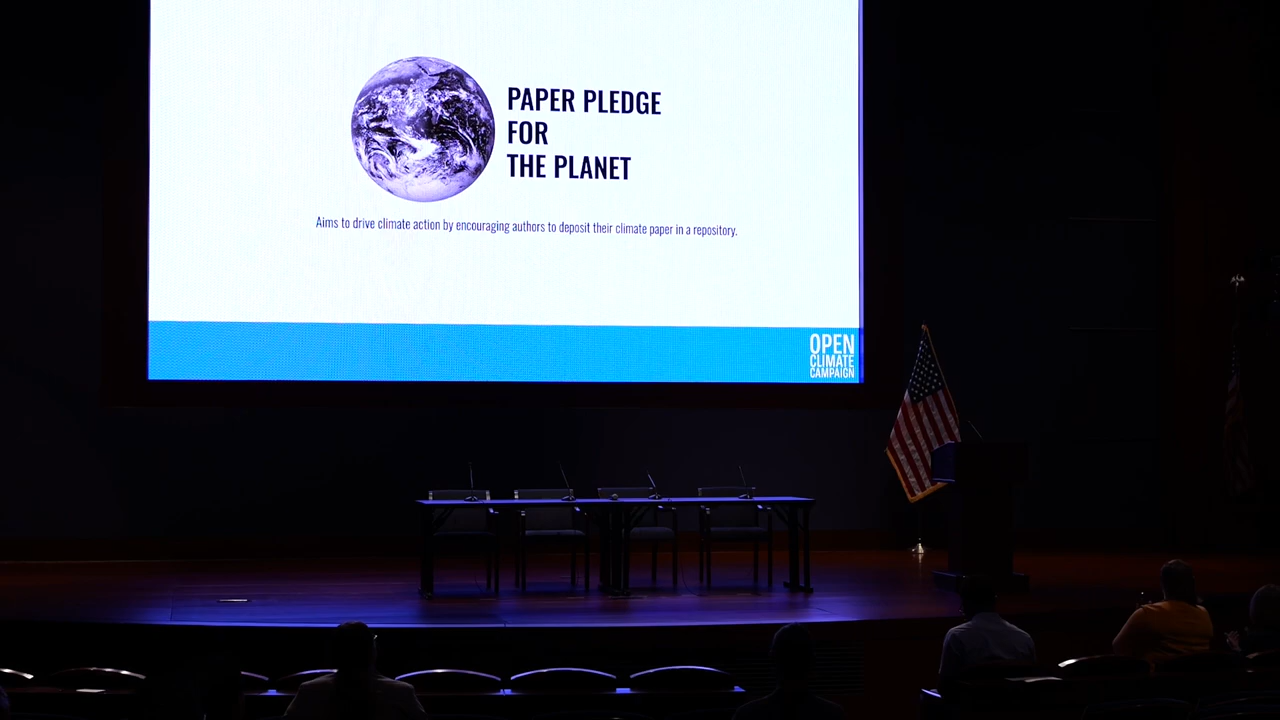 PAPER PLEDGE
FOR
THE PLANET
Aims to drive climate action by encouraging authors to deposit their climate paper in a repository.
OPEN
CLIMATE
CAMPAIGN